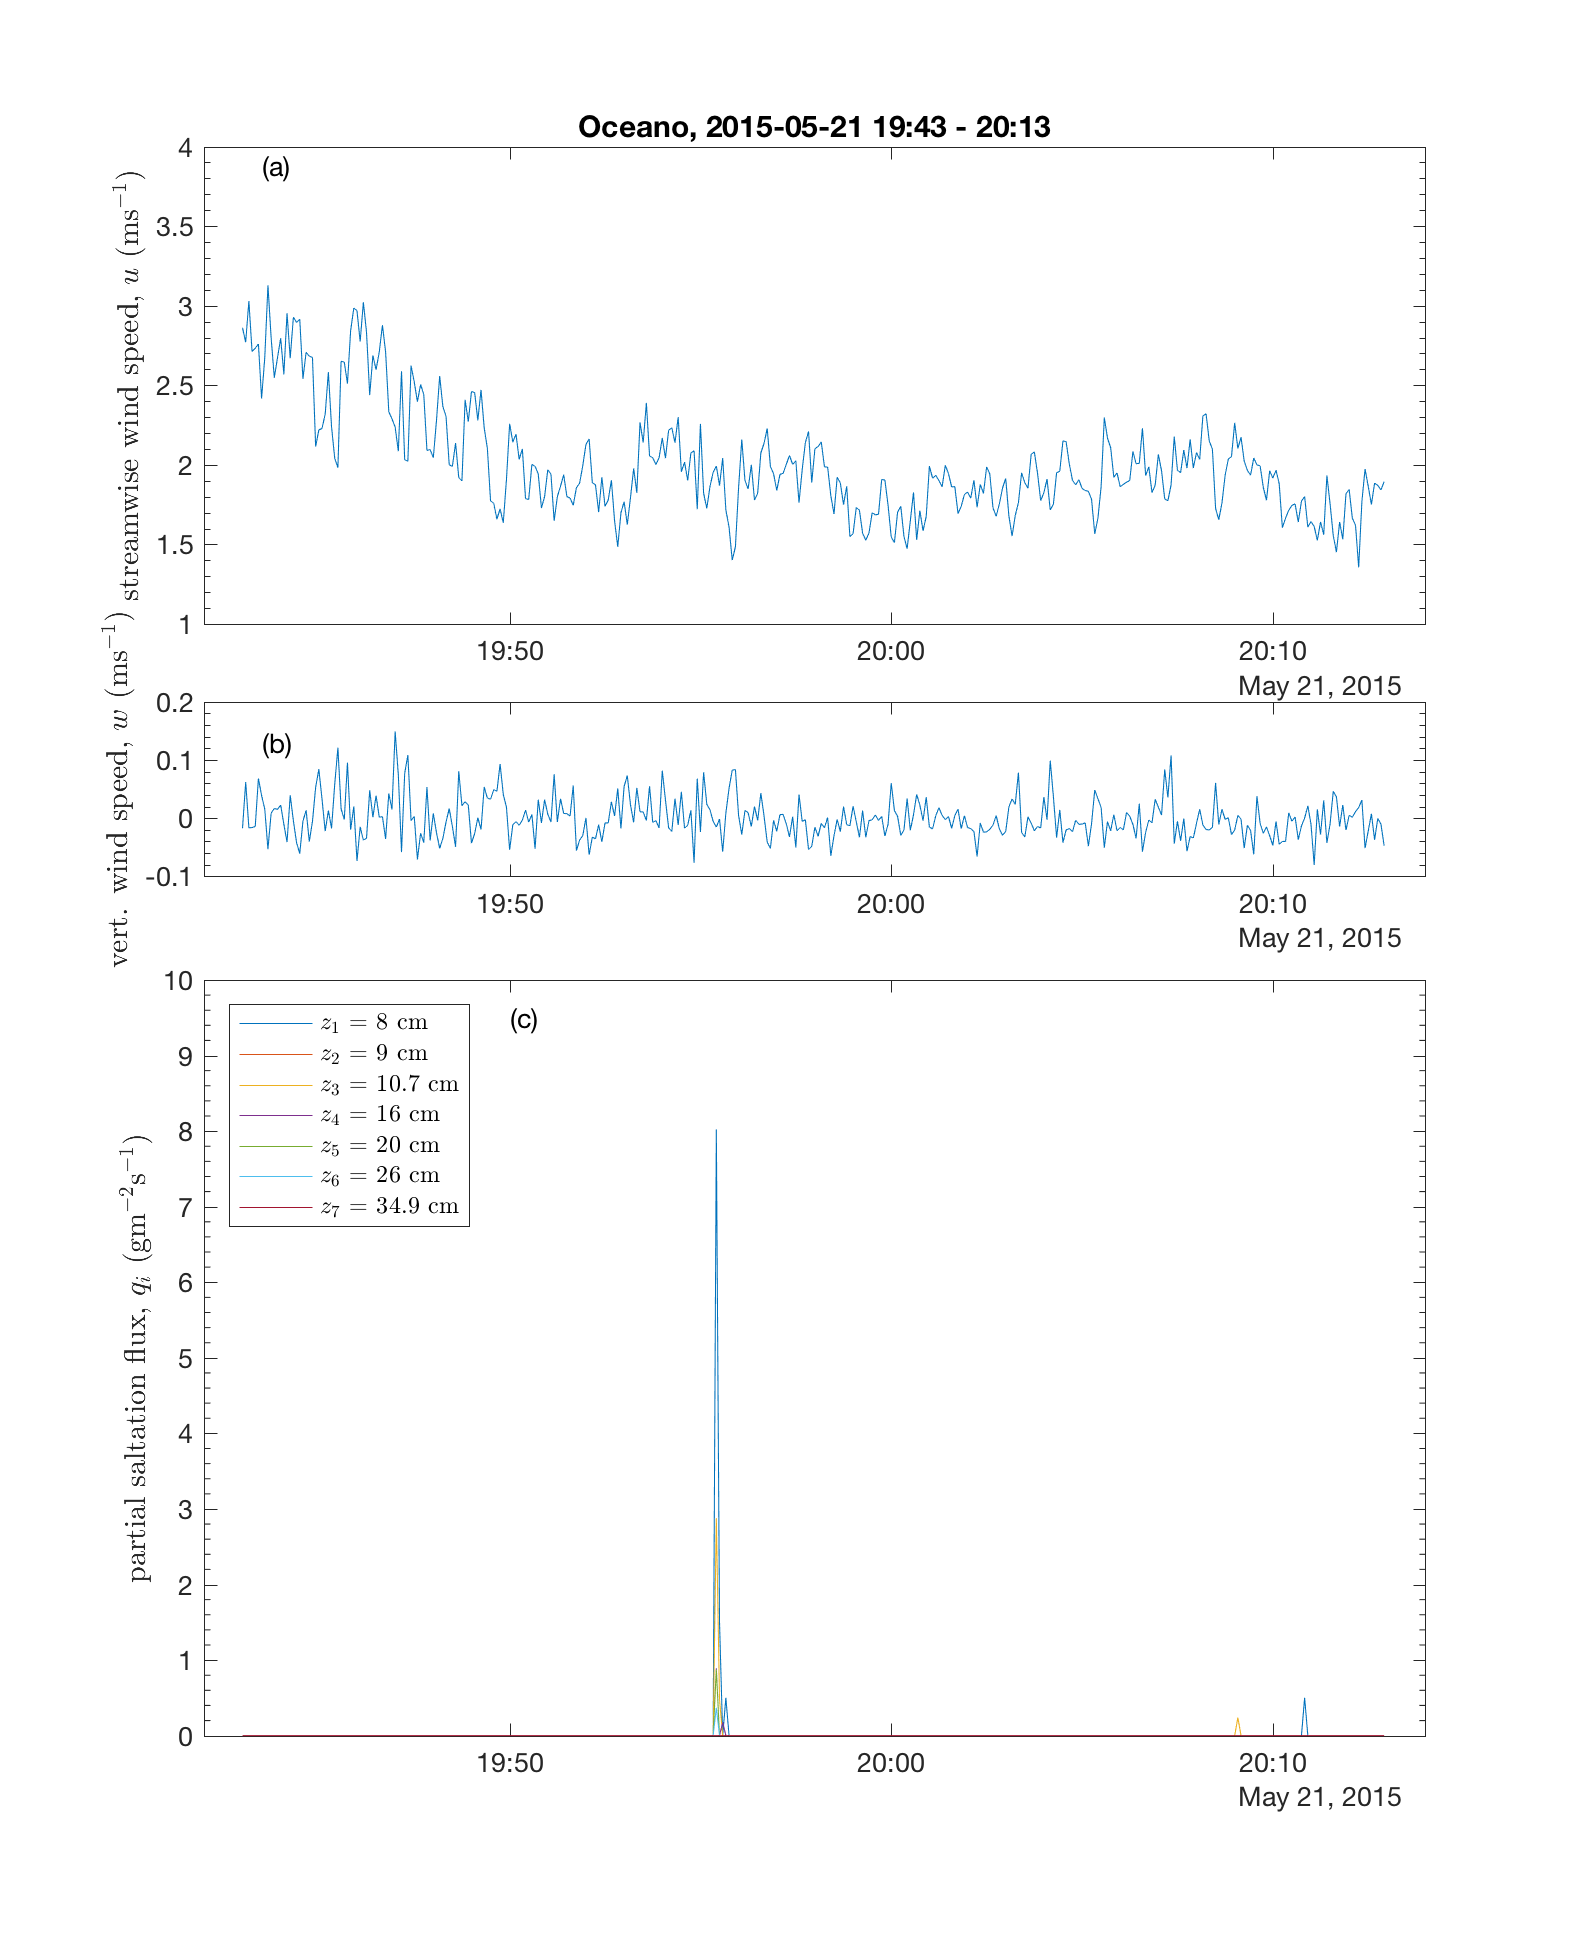 Oceano, 2015-05-21 19:43 - 20:13
(a)
streamwise wind speed, u (ms⁻¹)
4
3.5
3
2.5
2
1.5
1
19:50 20:00 20:10
May 21, 2015
(b)
vert. wind speed, w (ms⁻¹)
0.2
0.1
0
-0.1
19:50 20:00 20:10
May 21, 2015
(c)
partial saltation flux, qᵢ (gm⁻²s⁻¹)
10
9
8
7
6
5
4
3
2
1
0
z₁ = 8 cm
z₂ = 9 cm
z₃ = 10.7 cm
z₄ = 16 cm
z₅ = 20 cm
z₆ = 26 cm
z₇ = 34.9 cm
19:50 20:00 20:10
May 21, 2015